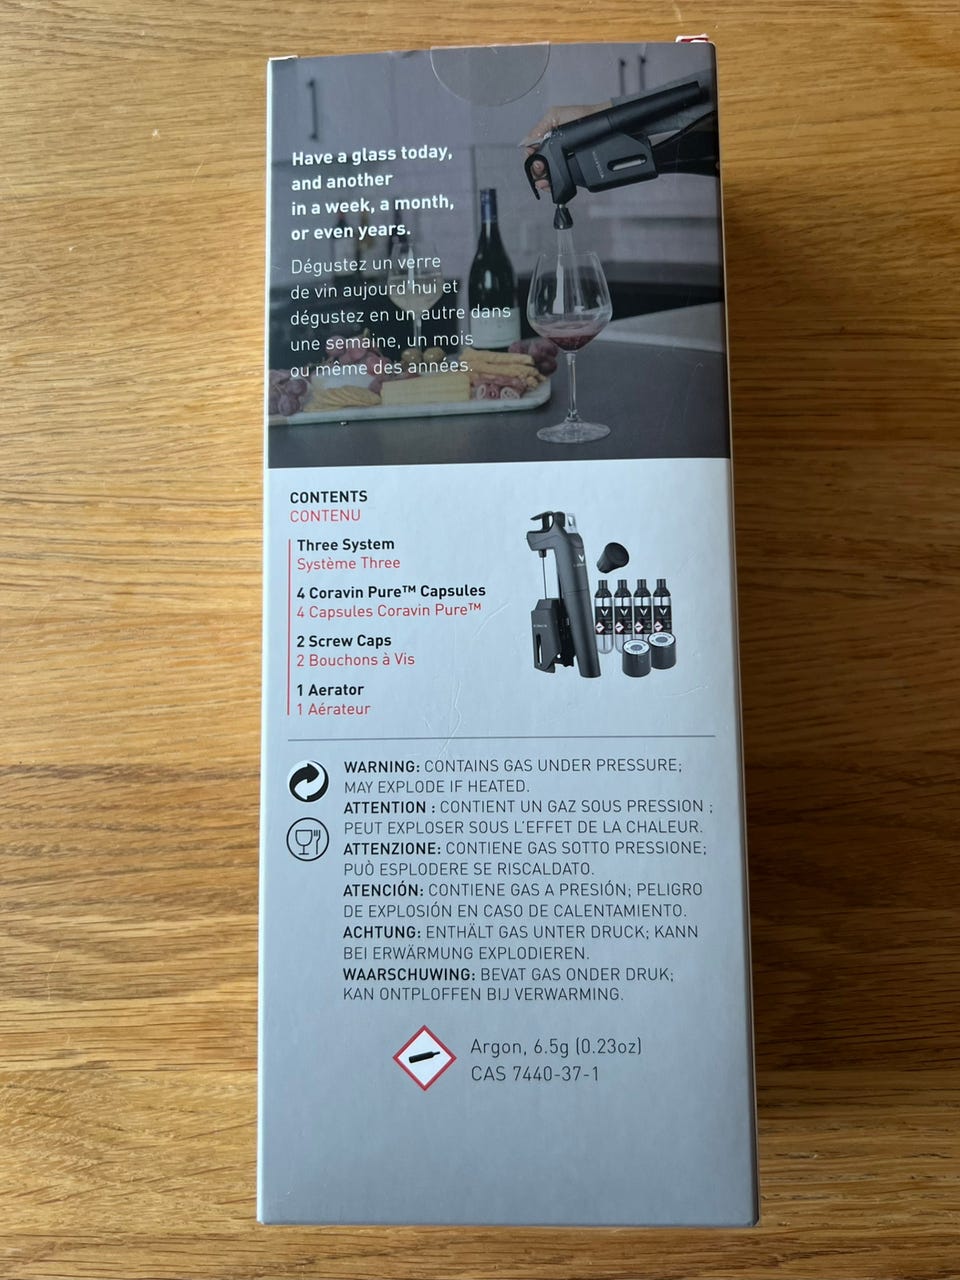 Have a glass today,
and another
in a week, a month,
or even years.
Dégustez un verre
de vin aujourd'hui et
dégustez en un autre dans
une semaine, un mois
ou même des années.
CONTENTS
CONTENU
Three System
Système Three
4 Coravin Pure™ Capsules
4 Capsules Coravin Pure™
2 Screw Caps
2 Bouchons à Vis
1 Aerator
1 Aérateur
WARNING: CONTAINS GAS UNDER PRESSURE;
MAY EXPLODE IF HEATED.
ATTENTION : CONTIENT UN GAZ SOUS PRESSION ;
PEUT EXPLOSER SOUS L'EFFET DE LA CHALEUR.
ATTENZIONE: CONTIENE GAS SOTTO PRESSIONE;
PUÒ ESPLODERE SE RISCALDATO.
ATENCIÓN: CONTIENE GAS A PRESIÓN; PELIGRO
DE EXPLOSIÓN EN CASO DE CALENTAMIENTO.
ACHTUNG: ENTHÄLT GAS UNTER DRUCK; KANN
BEI ERWÄRMUNG EXPLODIEREN.
WAARSCHUWING: BEVAT GAS ONDER DRUK;
KAN ONTPLOFFEN BIJ VERWARMING.
Argon, 6.5g (0.23oz)
CAS 7440-37-1